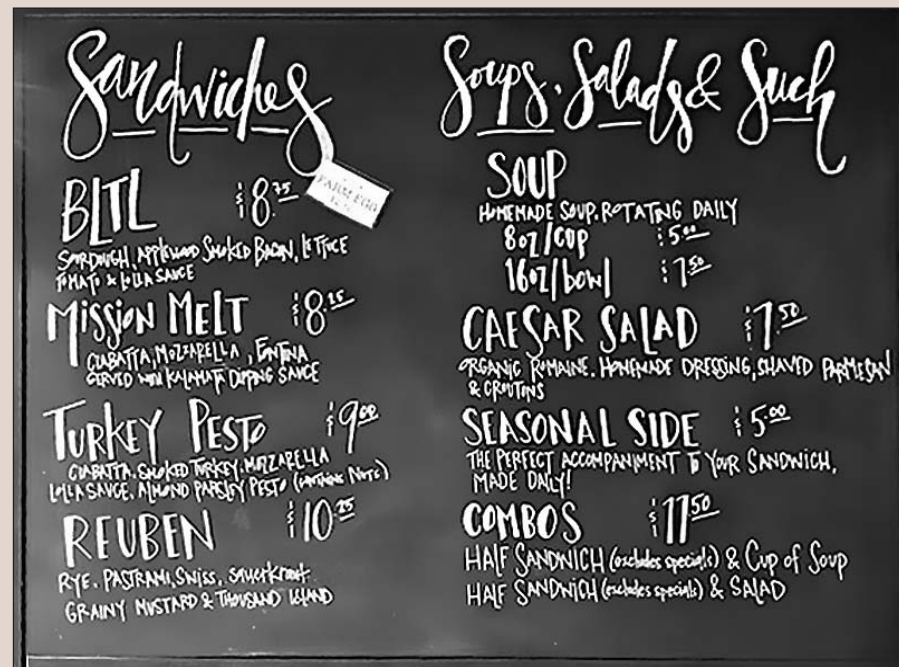 Sandwiches
FARM EGG
BLTL $8.75
SOURDOUGH, APPLEWOOD SMOKED BACON, LETTUCE
TOMATO & LOLLA SAUCE
MISSION MELT $8.25
CIABATTA, MOZZARELLA, FONTINA
SERVED WITH KALAMATA DIPPING SAUCE
TURKEY PESTO $9.00
CIABATTA, SMOKED TURKEY, MOZZARELLA
LOLLA SAUCE, ALMOND PARSLEY PESTO (CONTAINS NUTS)
REUBEN $10.25
RYE, PASTRAMI, SWISS, SAUERKRAUT
GRAINY MUSTARD & THOUSAND ISLAND
Soups, Salads & Such
SOUP
HOMEMADE SOUP, ROTATING DAILY
8oz/CUP $5.00
16oz/bowl $7.50
CAESAR SALAD $7.50
ORGANIC ROMAINE, HOMEMADE DRESSING, SHAVED PARMESAN
& CROUTONS
SEASONAL SIDE $5.00
THE PERFECT ACCOMPANIMENT TO YOUR SANDWICH,
MADE DAILY!
COMBOS $11.50
HALF SANDWICH (excludes specials) & Cup of Soup
HALF SANDWICH (excludes specials) & SALAD